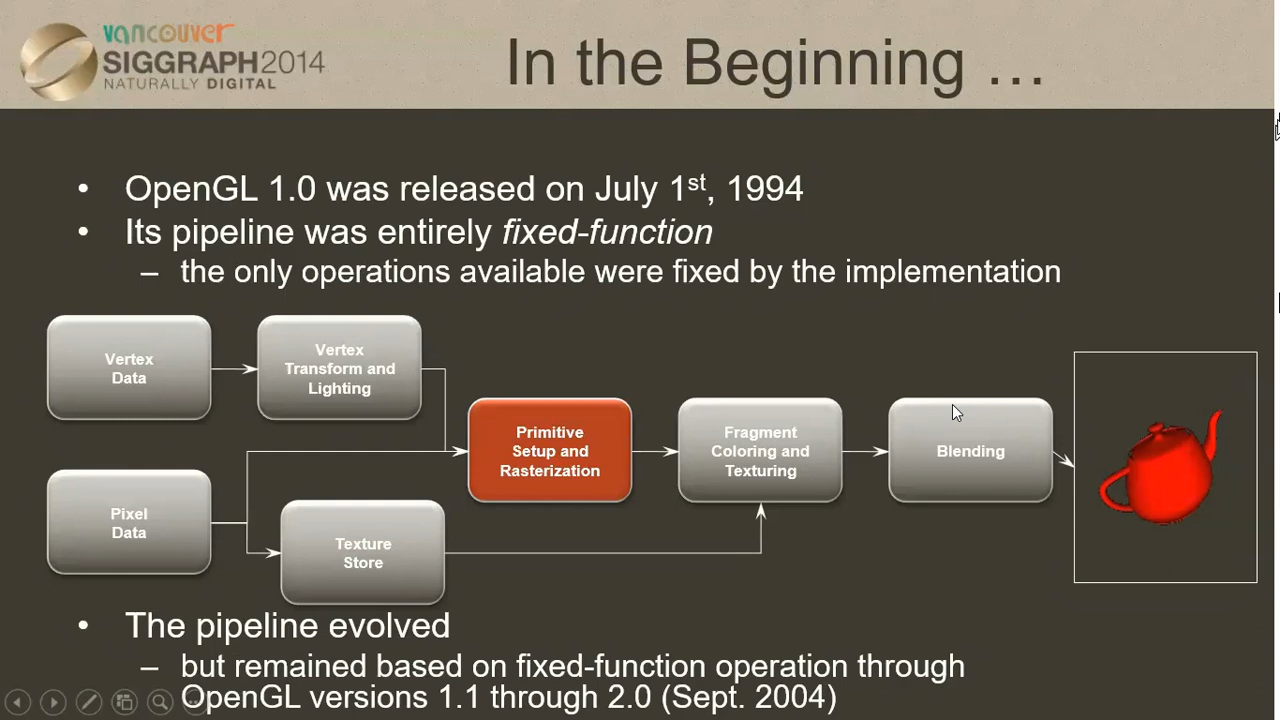 vancouver
SIGGRAPH2014
NATURALLY DIGITAL
In the Beginning …
• OpenGL 1.0 was released on July 1st, 1994
• Its pipeline was entirely fixed-function
– the only operations available were fixed by the implementation
Vertex
Data
Vertex
Transform and
Lighting
Primitive
Setup and
Rasterization
Fragment
Coloring and
Texturing
Blending
Pixel
Data
Texture
Store
• The pipeline evolved
– but remained based on fixed-function operation through
OpenGL versions 1.1 through 2.0 (Sept. 2004)